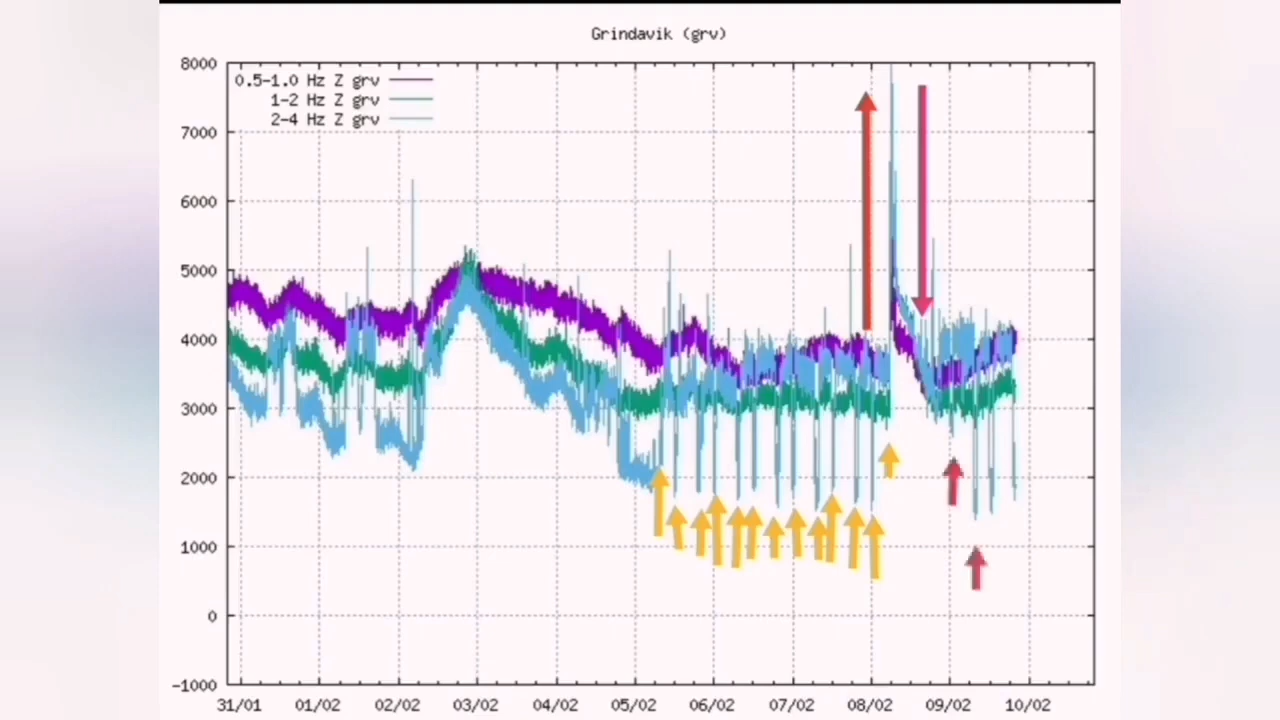 Grindavik (grv)
8000
0.5-1.0 Hz Z grv
1-2 Hz Z grv
2-4 Hz Z grv
7000
6000
5000
4000
3000
2000
1000
0
-1000
31/01 01/02 02/02 03/02 04/02 05/02 06/02 07/02 08/02 09/02 10/02